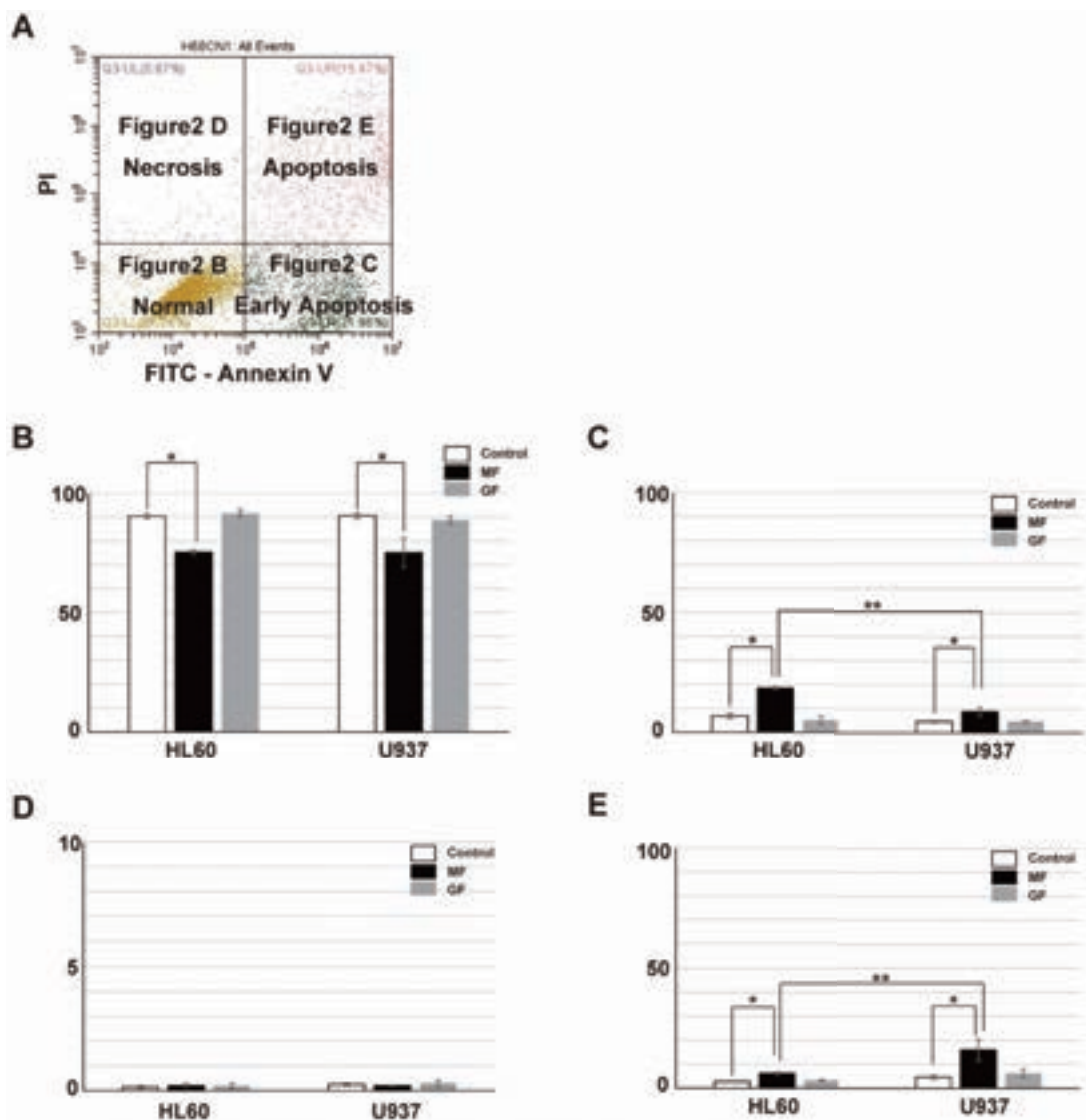 A
H60CN1: All Events
Figure2 D
Necrosis
Figure2 E
Apoptosis
Figure2 B
Normal
Figure2 C
Early Apoptosis
PI
FITC - Annexin V
B
Control
MF
GF
*
*
100
50
0
HL60
U937
C
Control
MF
GF
100
50
0
**
*
*
HL60
U937
D
Control
MF
GF
10
5
0
HL60
U937
E
Control
MF
GF
100
50
0
**
*
*
HL60
U937